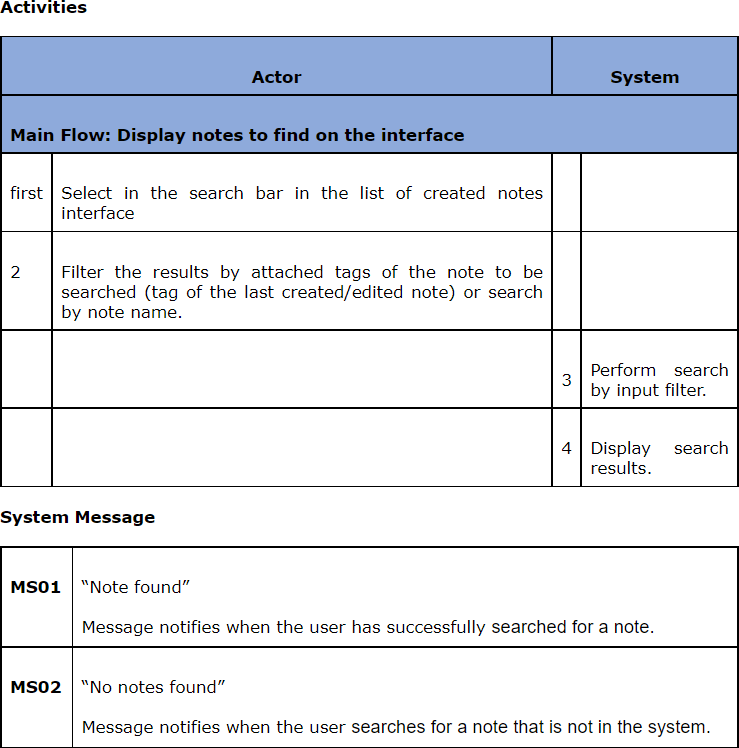 Activities
Actor
System
Main Flow: Display notes to find on the interface
first
Select in the search bar in the list of created notes
interface
2
Filter the results by attached tags of the note to be
searched (tag of the last created/edited note) or search
by note name.
3
Perform search
by input filter.
4
Display search
results.
System Message
MS01
“Note found”
Message notifies when the user has successfully searched for a note.
MS02
“No notes found”
Message notifies when the user searches for a note that is not in the system.